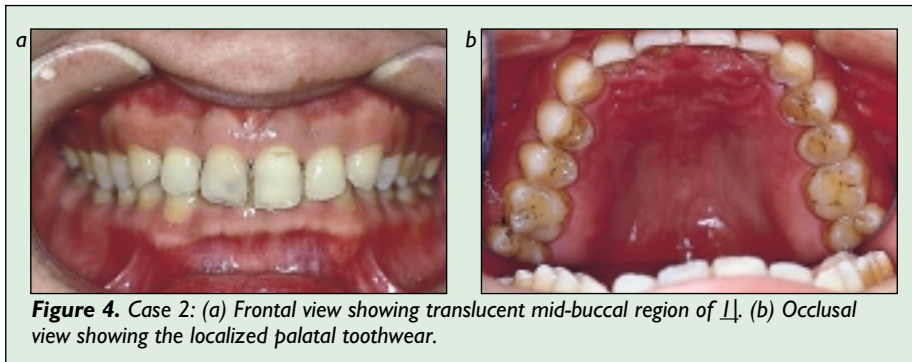 a
b
Figure 4. Case 2: (a) Frontal view showing translucent mid-buccal region of 1|. (b) Occlusal
view showing the localized palatal toothwear.